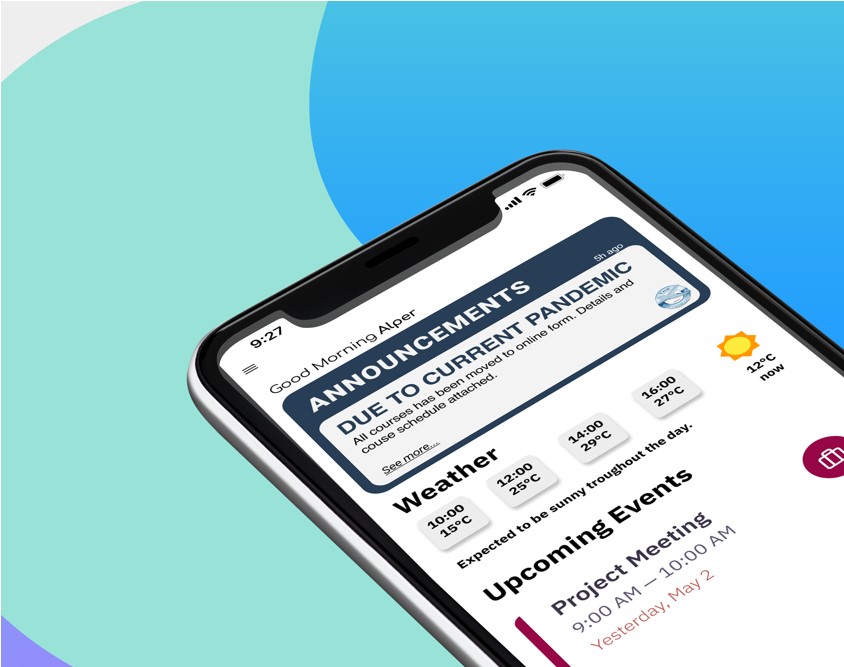 9:27
Good Morning Alper
ANNOUNCEMENTS
5h ago
DUE TO CURRENT PANDEMIC
All courses has been moved to online form. Details and
couse schedule attached.
See more...
Weather
10:00
15°C
12:00
25°C
14:00
29°C
16:00
27°C
12°C
now
Expected to be sunny troughout the day.
Upcoming Events
Project Meeting
9:00 AM — 10:00 AM
Yesterday, May 2